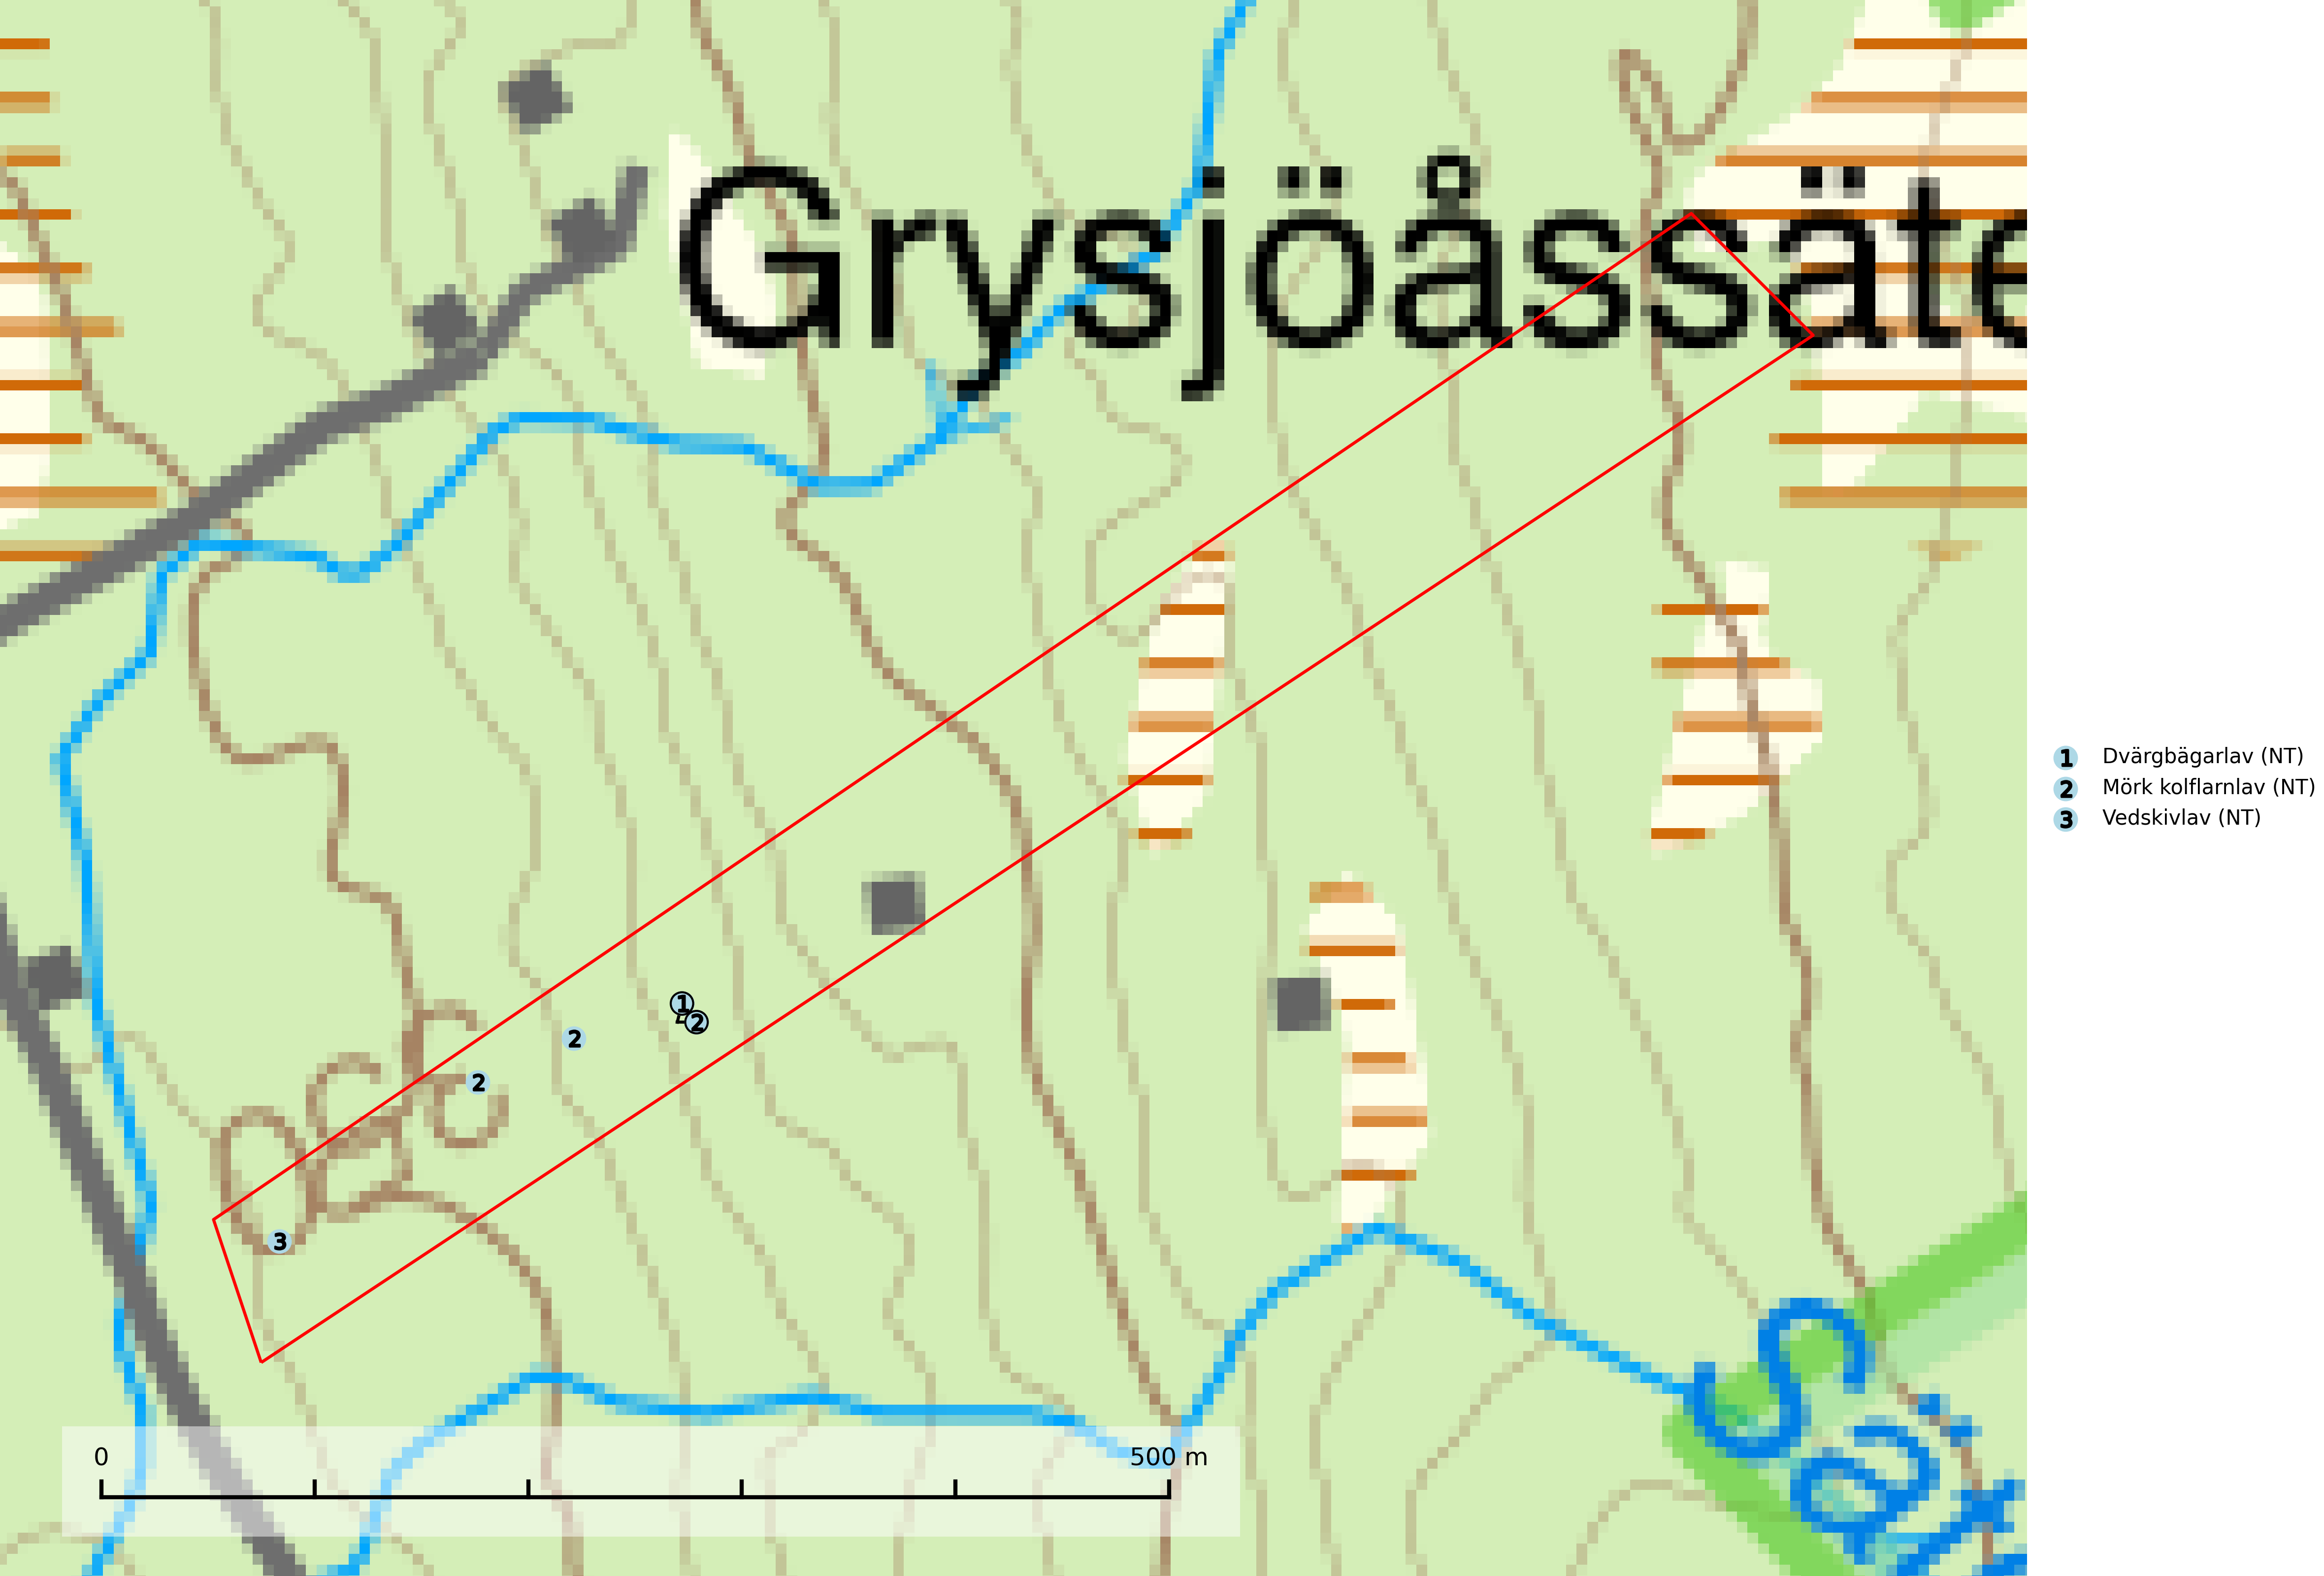 Grysjöåssäte
1
2
2
2
3
0
500 m
1 Dvärgbägarlav (NT)
2 Mörk kolflarnlav (NT)
3 Vedskivlav (NT)